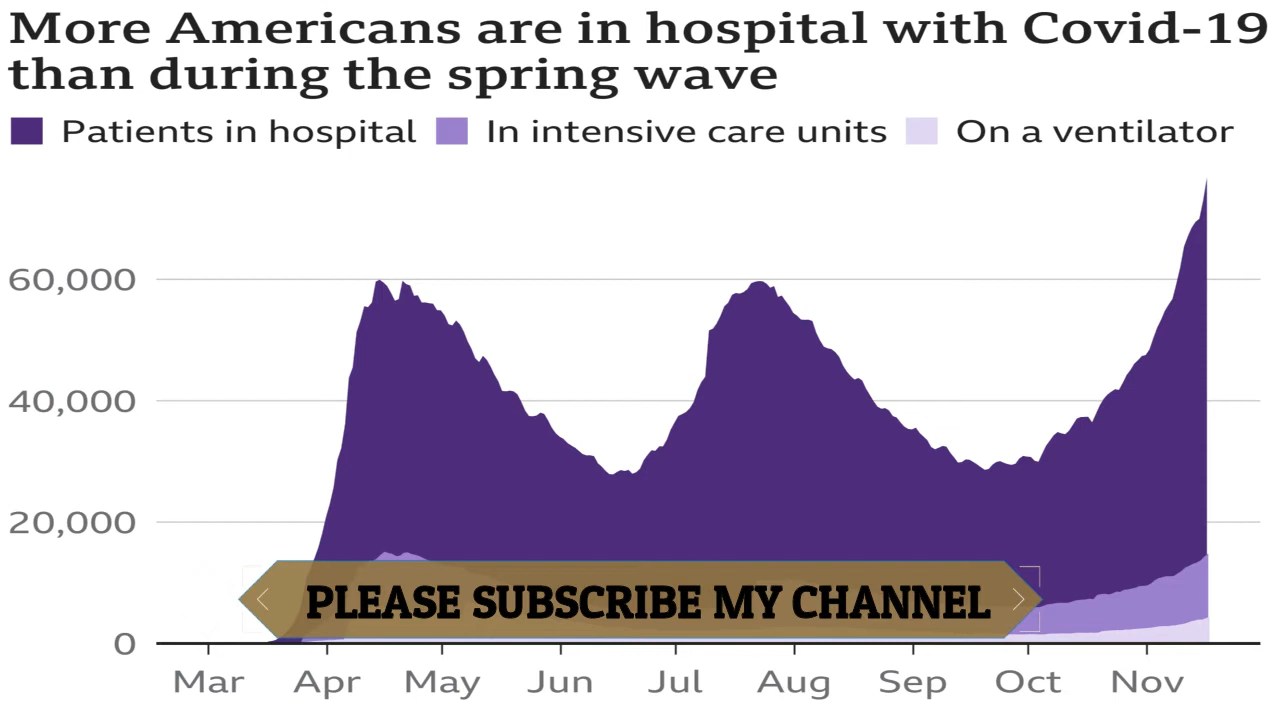 More Americans are in hospital with Covid-19
than during the spring wave
Patients in hospital In intensive care units On a ventilator
60,000
40,000
20,000
0
PLEASE SUBSCRIBE MY CHANNEL
Mar Apr May Jun Jul Aug Sep Oct Nov